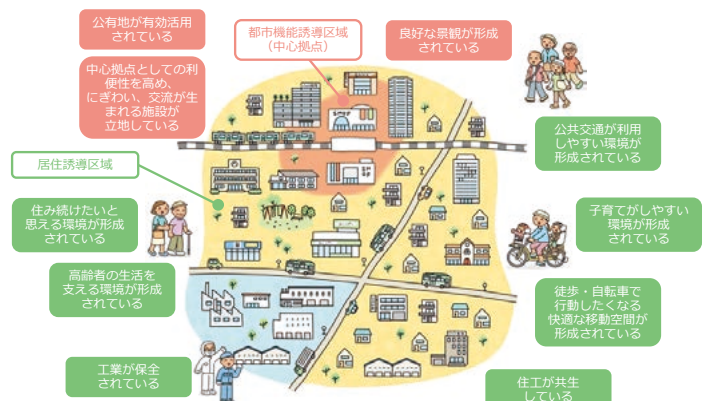 公有地が有効活用
されている
都市機能誘導区域
（中心拠点）
良好な景観が形成
されている
中心拠点としての利
便性を高め、
にぎわい、交流が生
まれる施設が
立地している
公共交通が利用
しやすい環境が
形成されている
居住誘導区域
住み続けたいと
思える環境が形成
されている
子育てがしやすい
環境が形成
されている
高齢者の生活を
支える環境が形成
されている
徒歩・自転車で
行動したくなる
快適な移動空間が
形成されている
工業が保全
されている
住工が共生
している